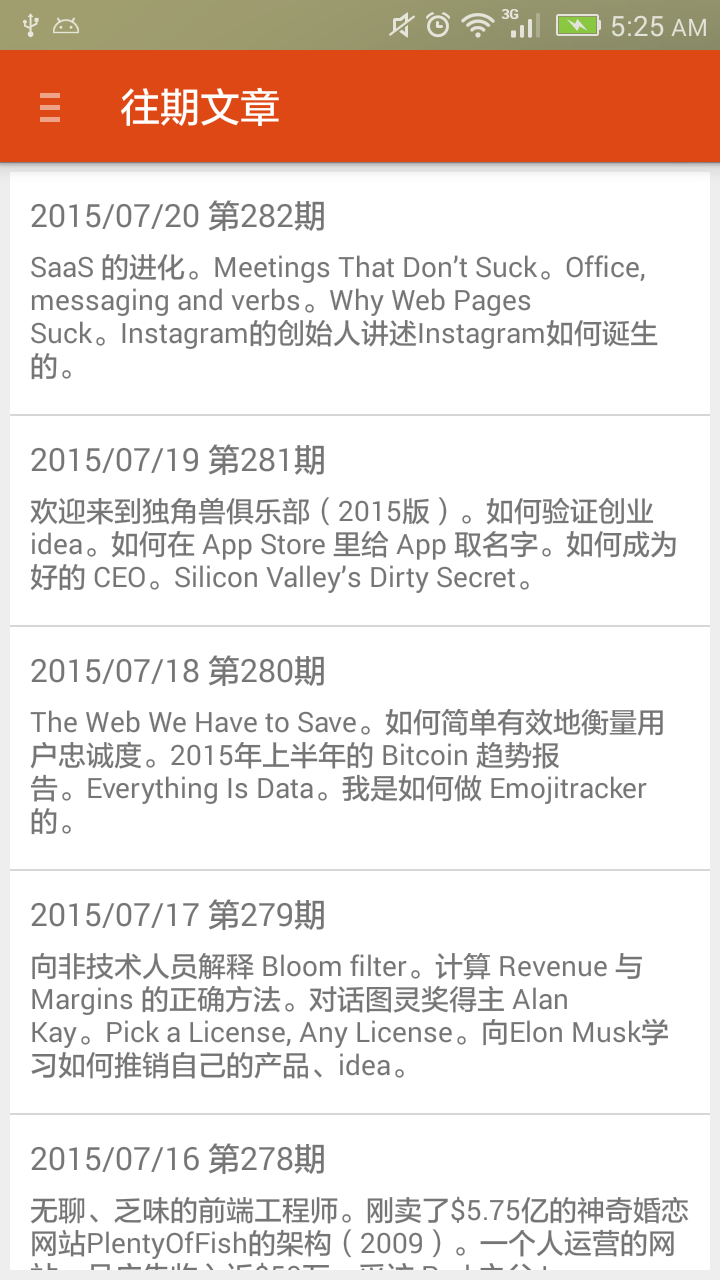 3G
5:25 AM
往期文章
2015/07/20 第282期
SaaS 的进化。Meetings That Don’t Suck。Office,
messaging and verbs。Why Web Pages
Suck。Instagram的创始人讲述Instagram如何诞生
的。
2015/07/19 第281期
欢迎来到独角兽俱乐部（2015版）。如何验证创业
idea。如何在 App Store 里给 App 取名字。如何成为
好的 CEO。Silicon Valley’s Dirty Secret。
2015/07/18 第280期
The Web We Have to Save。如何简单有效地衡量用
户忠诚度。2015年上半年的 Bitcoin 趋势报
告。Everything Is Data。我是如何做 Emojitracker
的。
2015/07/17 第279期
向非技术人员解释 Bloom filter。计算 Revenue 与
Margins 的正确方法。对话图灵奖得主 Alan
Kay。Pick a License, Any License。向Elon Musk学
习如何推销自己的产品、idea。
2015/07/16 第278期
无聊、乏味的前端工程师。刚卖了$5.75亿的神奇婚恋
网站PlentyOfFish的架构（2009）。一个人运营的网